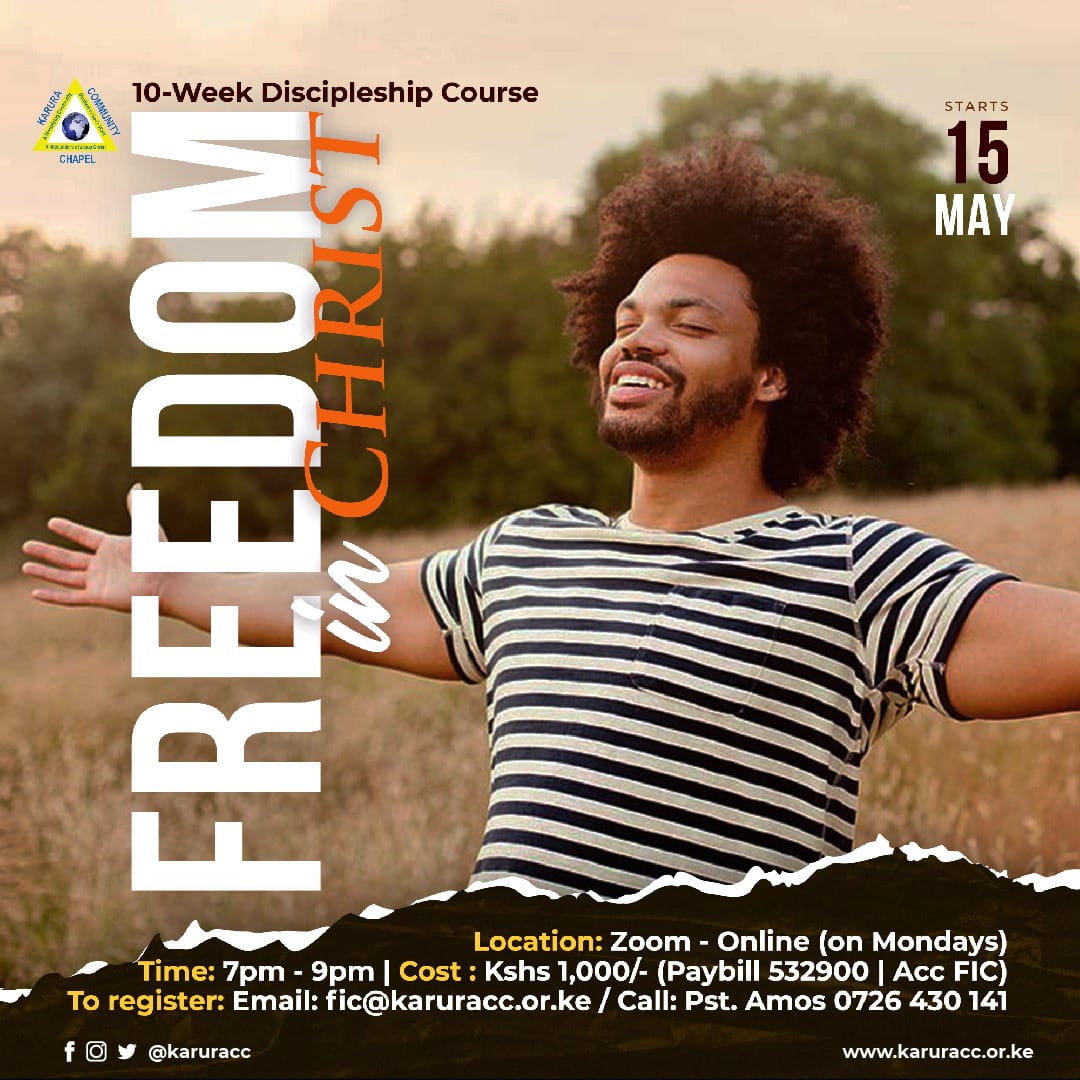 KARURA COMMUNITY
CHAPEL
10-Week Discipleship Course
FREEDOM
in CHRIST
STARTS
15
MAY
Location: Zoom - Online (on Mondays)
Time: 7pm - 9pm | Cost : Kshs 1,000/- (Paybill 532900 | Acc FIC)
To register: Email: fic@karuracc.or.ke / Call: Pst. Amos 0726 430 141
@karuracc
www.karuracc.or.ke